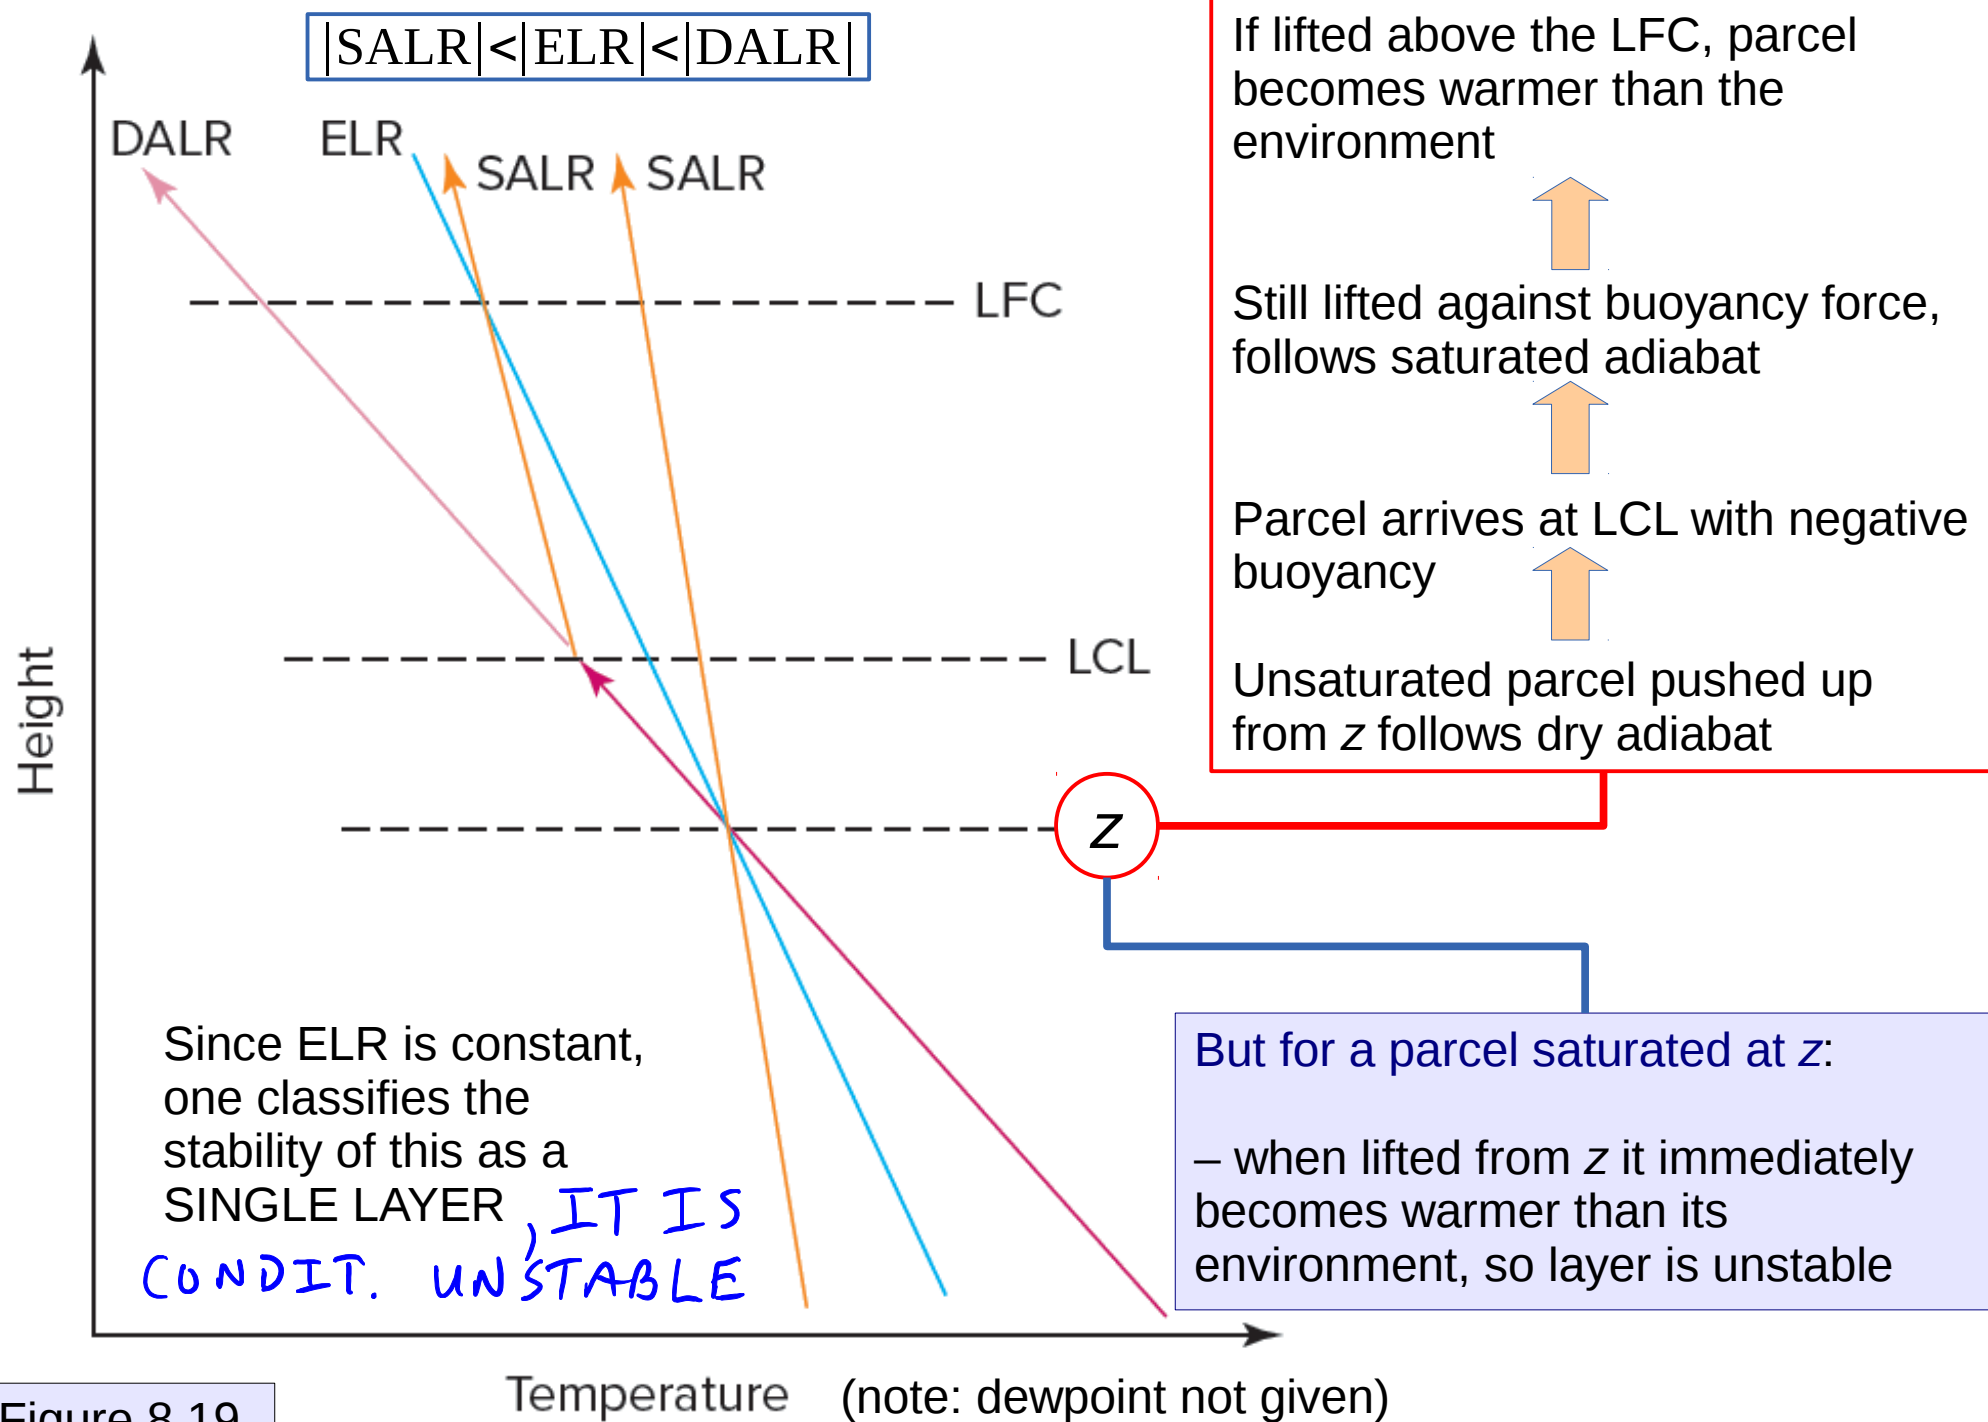 |SALR|<|ELR|<|DALR|
DALR
ELR
SALR
SALR
LFC
LCL
z
Height
Temperature
(note: dewpoint not given)
If lifted above the LFC, parcel
becomes warmer than the
environment
Still lifted against buoyancy force,
follows saturated adiabat
Parcel arrives at LCL with negative
buoyancy
Unsaturated parcel pushed up
from z follows dry adiabat
Since ELR is constant,
one classifies the
stability of this as a
SINGLE LAYER , IT IS
CONDIT. UNSTABLE
But for a parcel saturated at z:
– when lifted from z it immediately
becomes warmer than its
environment, so layer is unstable
Figure 8.19